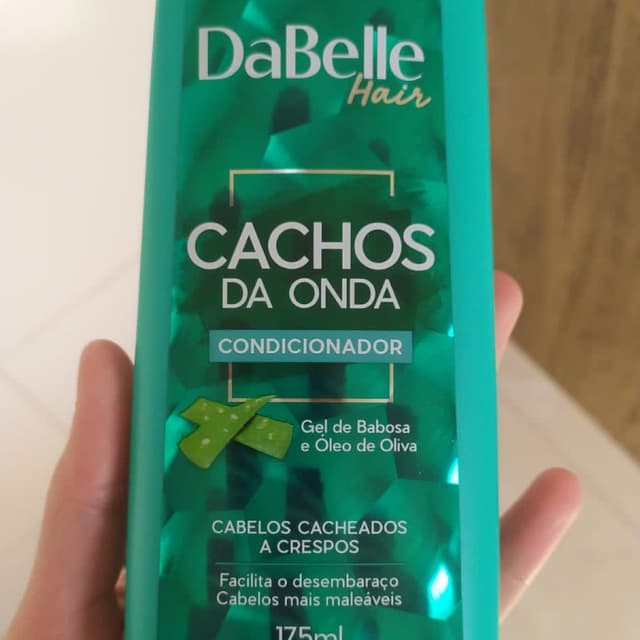 DaBelle
Hair
CACHOS
DA ONDA
CONDICIONADOR
Gel de Babosa
e Óleo de Oliva
CABELOS CACHEADOS
A CRESPOS
Facilita o desembaraço
Cabelos mais maleáveis
175ml